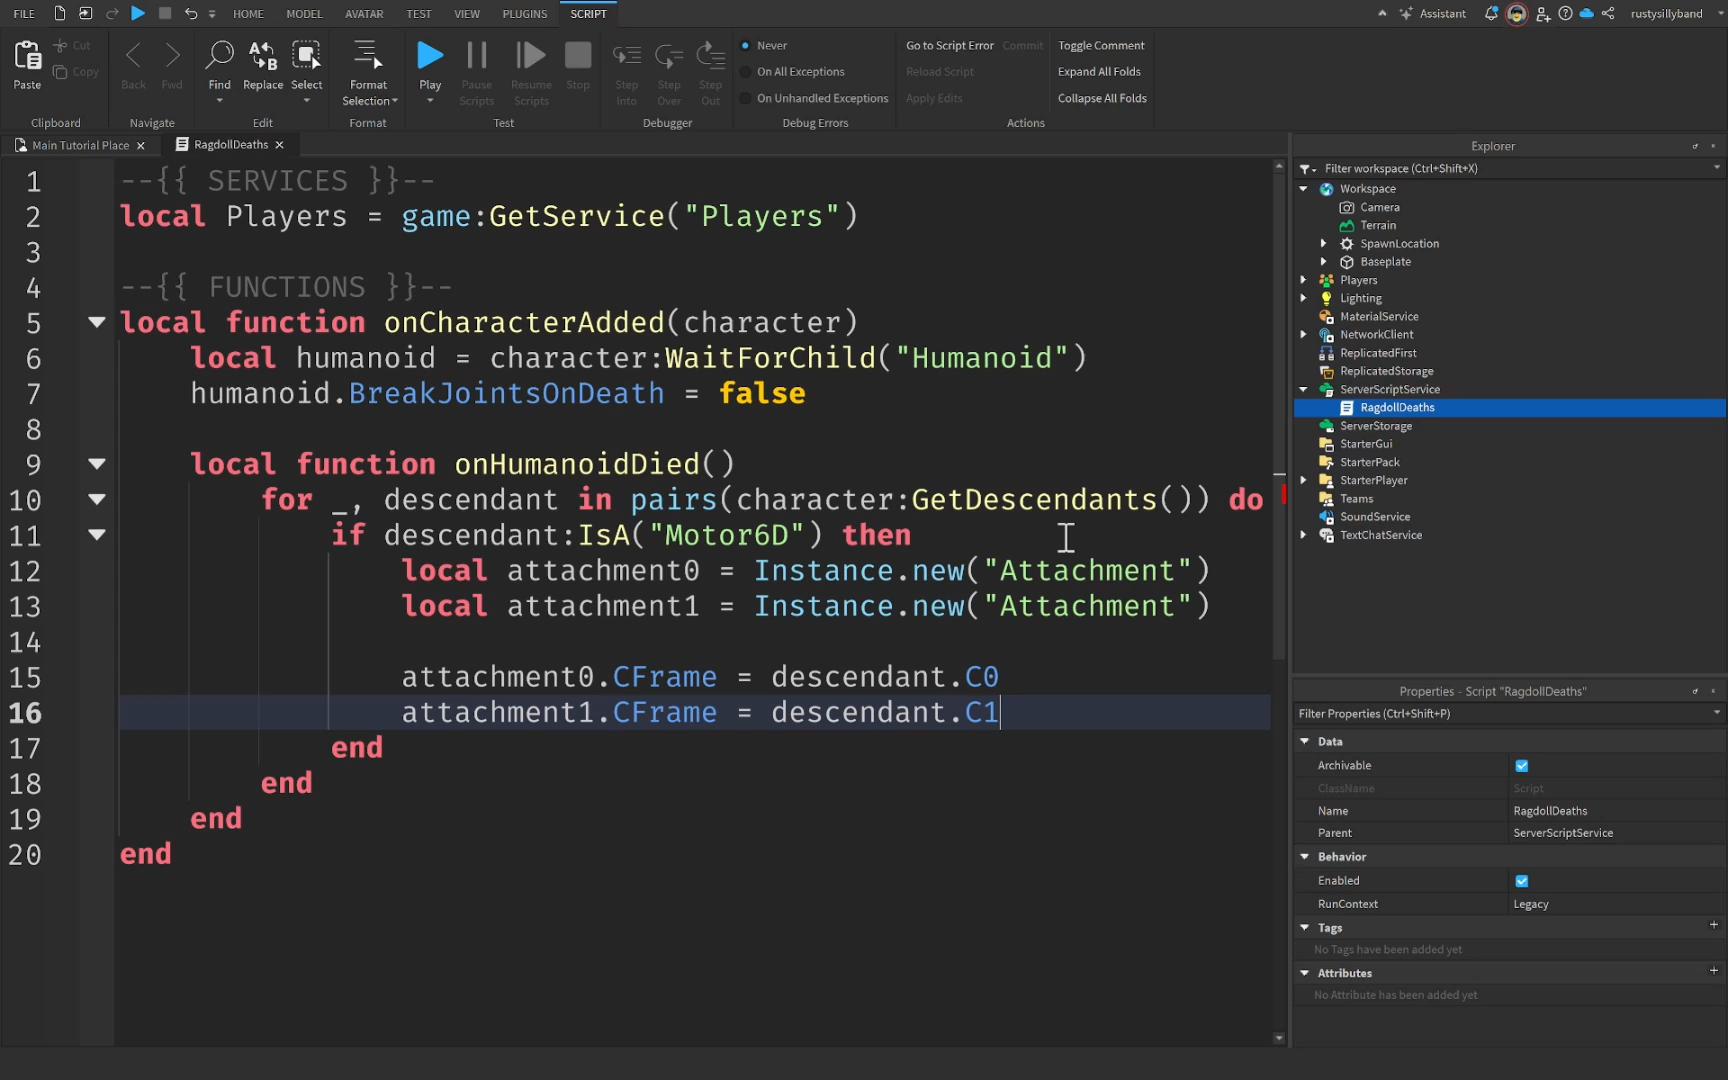 FILE HOME MODEL AVATAR TEST VIEW PLUGINS SCRIPT Assistant rustysillyband
Paste Cut Copy Back Fwd Find Replace Select Format Selection Play Pause Scripts Resume Scripts Stop Step Into Step Over Step Out Never On All Exceptions On Unhandled Exceptions Go to Script Error Commit Reload Script Apply Edits Toggle Comment Expand All Folds Collapse All Folds
Clipboard Navigate Edit Format Test Debugger Debug Errors Actions
Main Tutorial Place RagdollDeaths
1 --{{ SERVICES }}--
2 local Players = game:GetService("Players")
3
4 --{{ FUNCTIONS }}--
5 local function onCharacterAdded(character)
6 local humanoid = character:WaitForChild("Humanoid")
7 humanoid.BreakJointsOnDeath = false
8
9 local function onHumanoidDied()
10 for _, descendant in pairs(character:GetDescendants()) do
11 if descendant:IsA("Motor6D") then
12 local attachment0 = Instance.new("Attachment")
13 local attachment1 = Instance.new("Attachment")
14
15 attachment0.CFrame = descendant.C0
16 attachment1.CFrame = descendant.C1
17 end
18 end
19 end
20 end
Explorer
Filter workspace (Ctrl+Shift+X)
Workspace
Camera
Terrain
SpawnLocation
Baseplate
Players
Lighting
MaterialService
NetworkClient
ReplicatedFirst
ReplicatedStorage
ServerScriptService
RagdollDeaths
ServerStorage
StarterGui
StarterPack
StarterPlayer
Teams
SoundService
TextChatService
Properties - Script "RagdollDeaths"
Filter Properties (Ctrl+Shift+P)
Data
Archivable
ClassName Script
Name RagdollDeaths
Parent ServerScriptService
Behavior
Enabled
RunContext Legacy
Tags
No Tags have been added yet
Attributes
No Attribute has been added yet